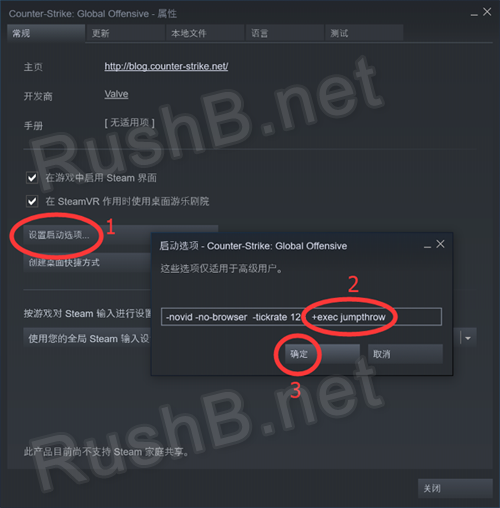 Counter-Strike: Global Offensive - 属性
常规 更新 本地文件 语言 测试
主页 http://blog.counter-strike.net/
开发商 Valve
手册 [ 无适用项 ]
RushB.net
在游戏中启用 Steam 界面
在 SteamVR 作用时使用桌面游乐剧院
设置启动选项... 1
创建桌面快捷方式
启动选项 - Counter-Strike: Global Offensive
这些选项仅适用于高级用户。
2
-novid -no-browser -tickrate 12 +exec jumpthrow
确定 取消
3
按游戏对 Steam 输入进行设置
使用您的全局 Steam 输入设
RushB.net
此产品目前尚不支持 Steam 家庭共享。
关闭